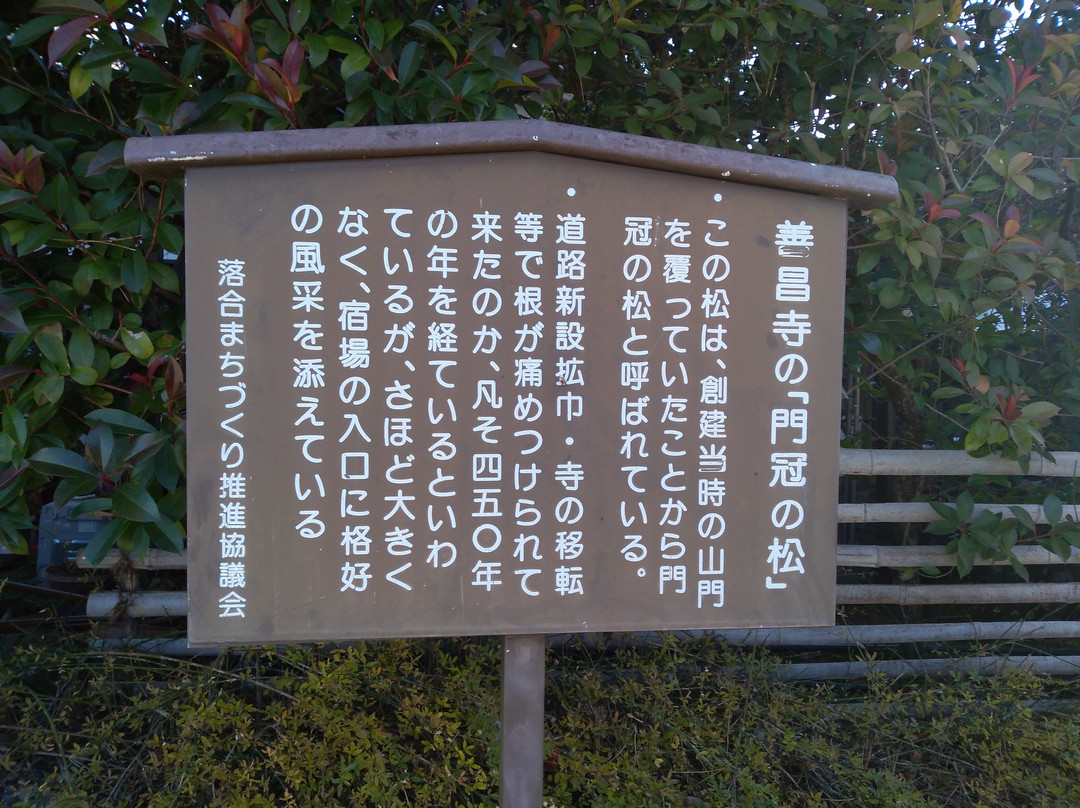 善昌寺の「門冠の松」
・この松は、創建当時の山門
を覆っていたことから門
冠の松と呼ばれている。
・道路新設拡巾・寺の移転
等で根が痛めつけられて
来たのか、凡そ四五〇年
の年を経ているといわ
ているが、さほど大きく
なく、宿場の入口に格好
の風采を添えている
落合まちづくり推進協議会